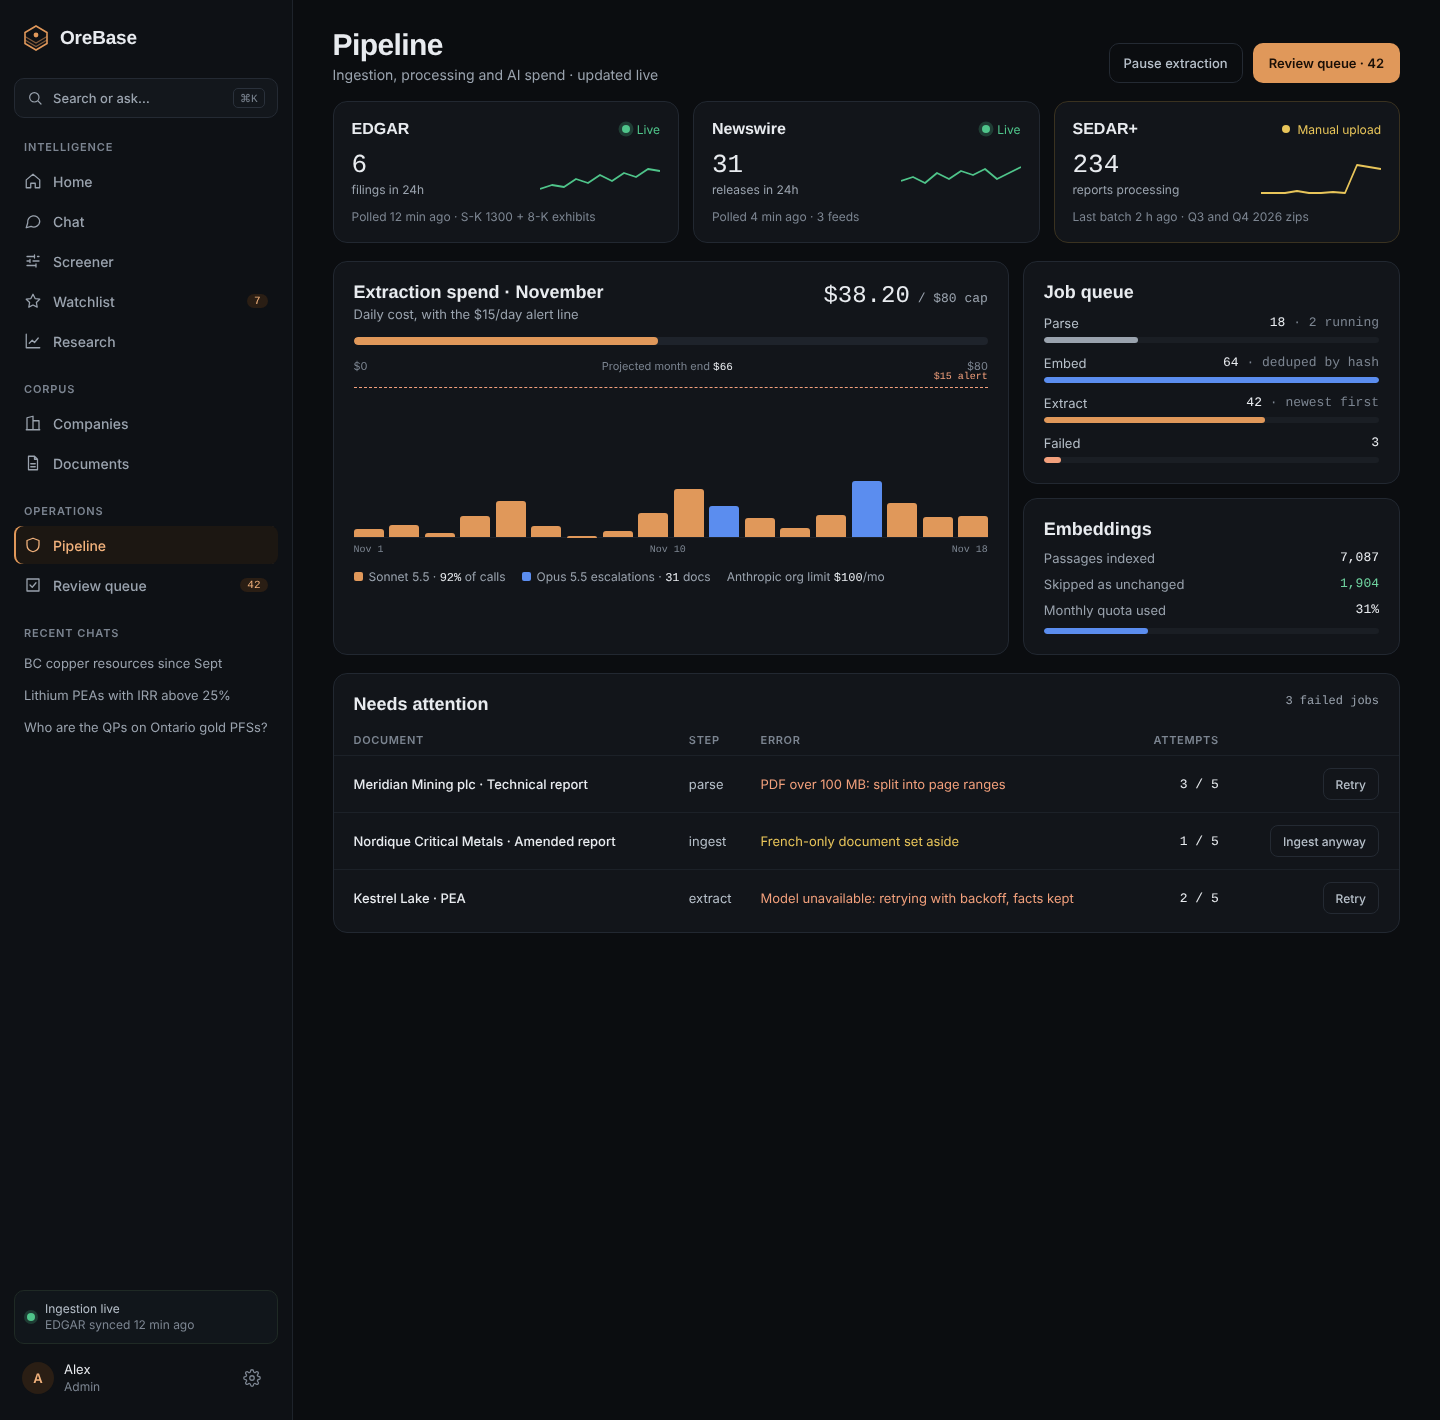 OreBase
Search or ask...
⌘K
INTELLIGENCE
Home
Chat
Screener
Watchlist
7
Research
CORPUS
Companies
Documents
OPERATIONS
Pipeline
Review queue
42
RECENT CHATS
BC copper resources since Sept
Lithium PEAs with IRR above 25%
Who are the QPs on Ontario gold PFSs?
Ingestion live
EDGAR synced 12 min ago
A
Alex
Admin
Pipeline
Ingestion, processing and AI spend · updated live
Pause extraction
Review queue · 42
EDGAR
Live
6
filings in 24h
Polled 12 min ago · S-K 1300 + 8-K exhibits
Newswire
Live
31
releases in 24h
Polled 4 min ago · 3 feeds
SEDAR+
Manual upload
234
reports processing
Last batch 2 h ago · Q3 and Q4 2026 zips
Extraction spend · November
$38.20 / $80 cap
Daily cost, with the $15/day alert line
$0
Projected month end $66
$80
$15 alert
Nov 1
Nov 10
Nov 18
Sonnet 5.5 · 92% of calls
Opus 5.5 escalations · 31 docs
Anthropic org limit $100/mo
Job queue
Parse
18 · 2 running
Embed
64 · deduped by hash
Extract
42 · newest first
Failed
3
Embeddings
Passages indexed
7,087
Skipped as unchanged
1,904
Monthly quota used
31%
Needs attention
3 failed jobs
DOCUMENT STEP ERROR ATTEMPTS
Meridian Mining plc · Technical report parse PDF over 100 MB: split into page ranges 3 / 5 Retry
Nordique Critical Metals · Amended report ingest French-only document set aside 1 / 5 Ingest anyway
Kestrel Lake · PEA extract Model unavailable: retrying with backoff, facts kept 2 / 5 Retry